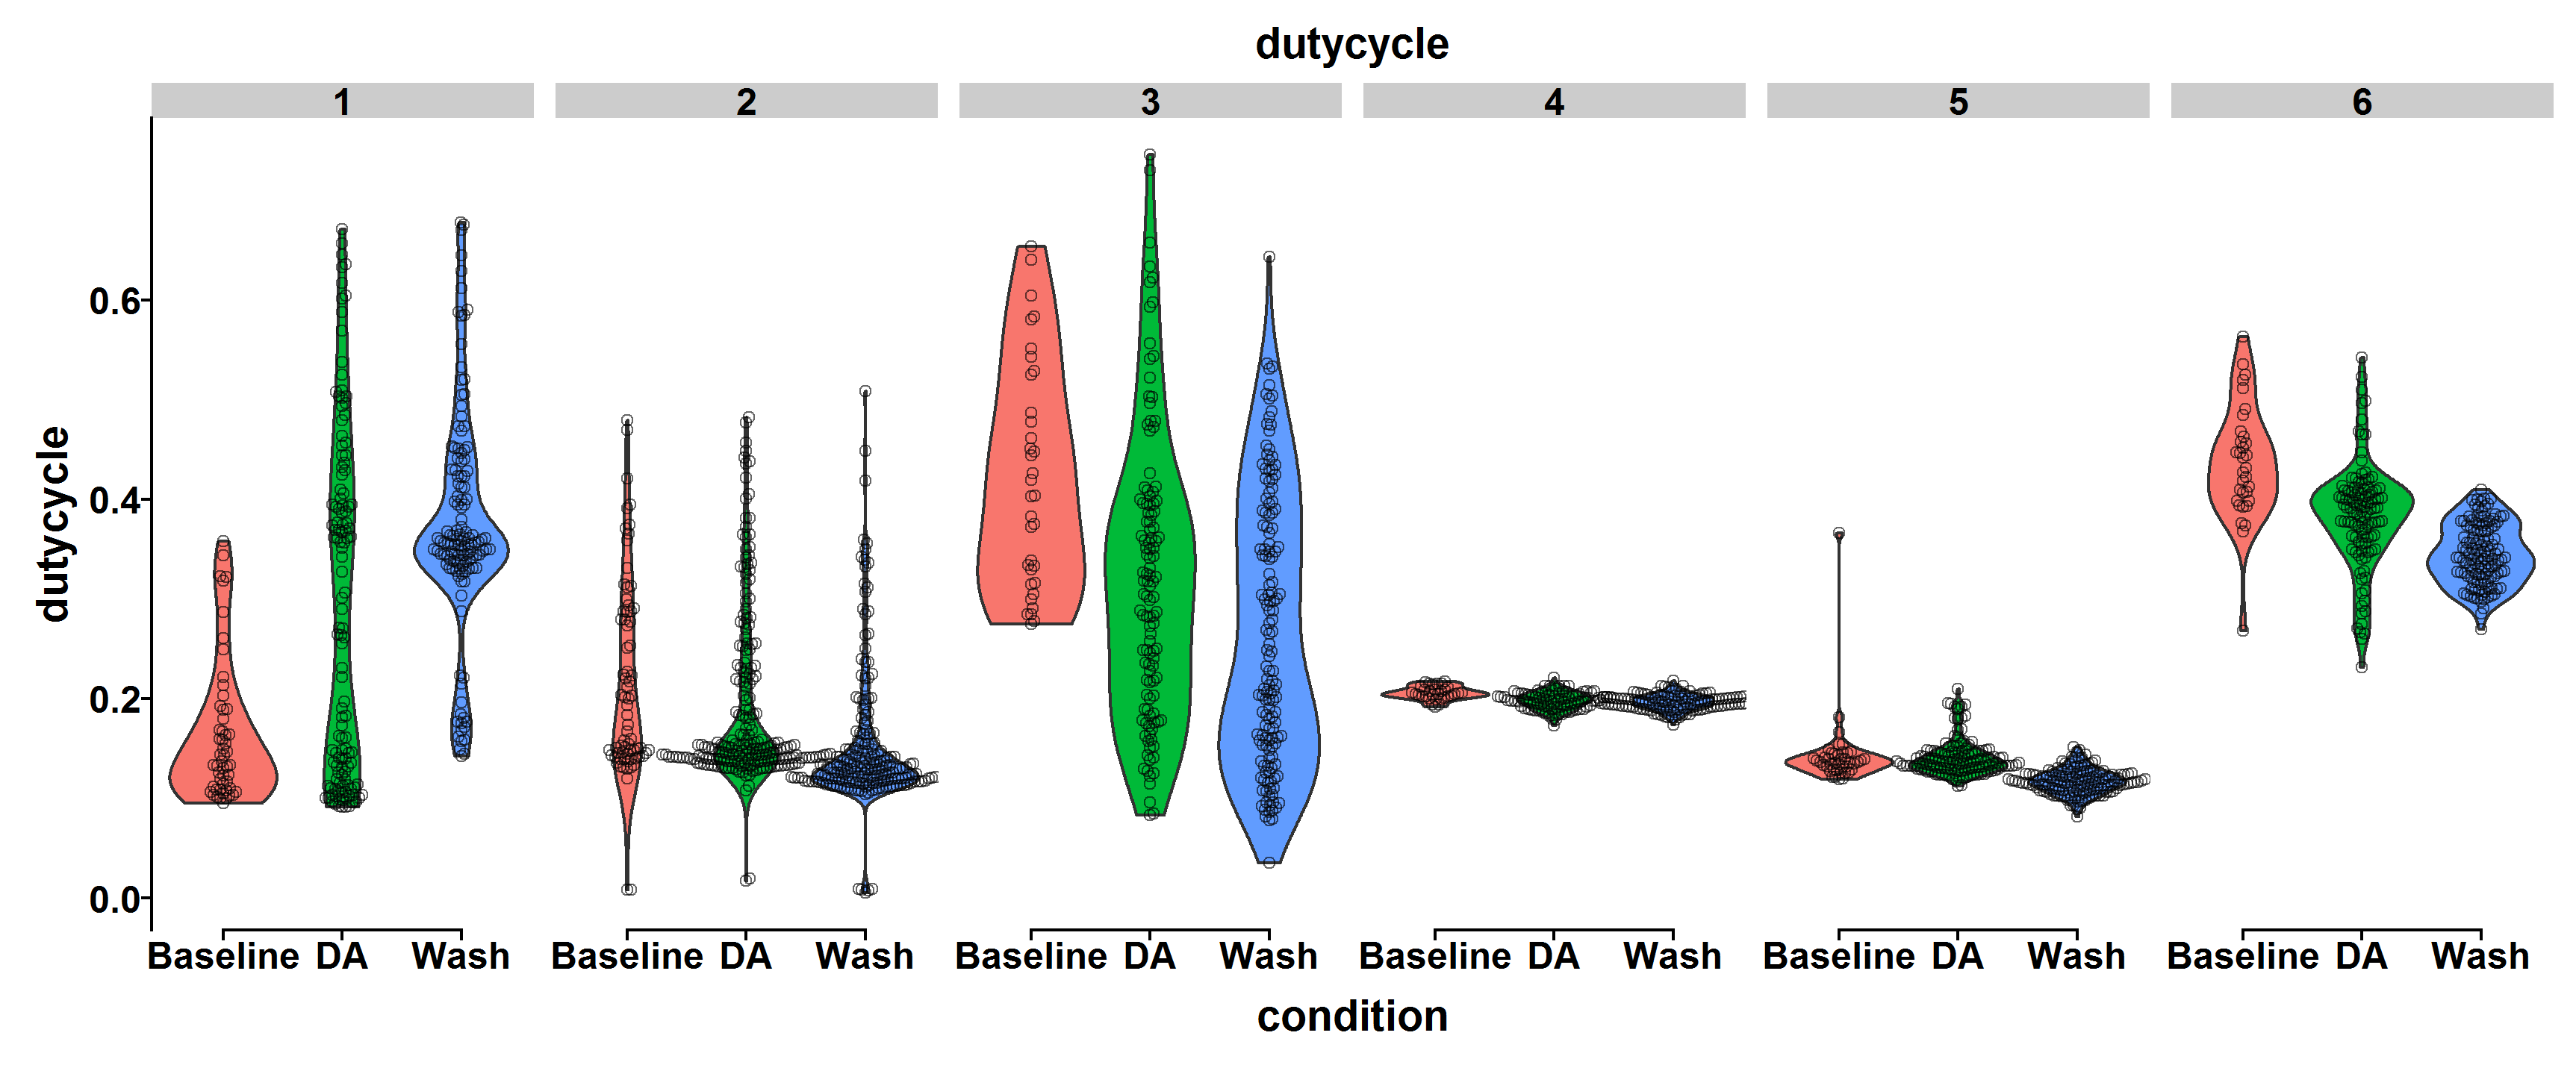 dutycycle
1 2 3 4 5 6
dutycycle
0.6
0.4
0.2
0.0
Baseline DA Wash Baseline DA Wash Baseline DA Wash Baseline DA Wash Baseline DA Wash Baseline DA Wash
condition